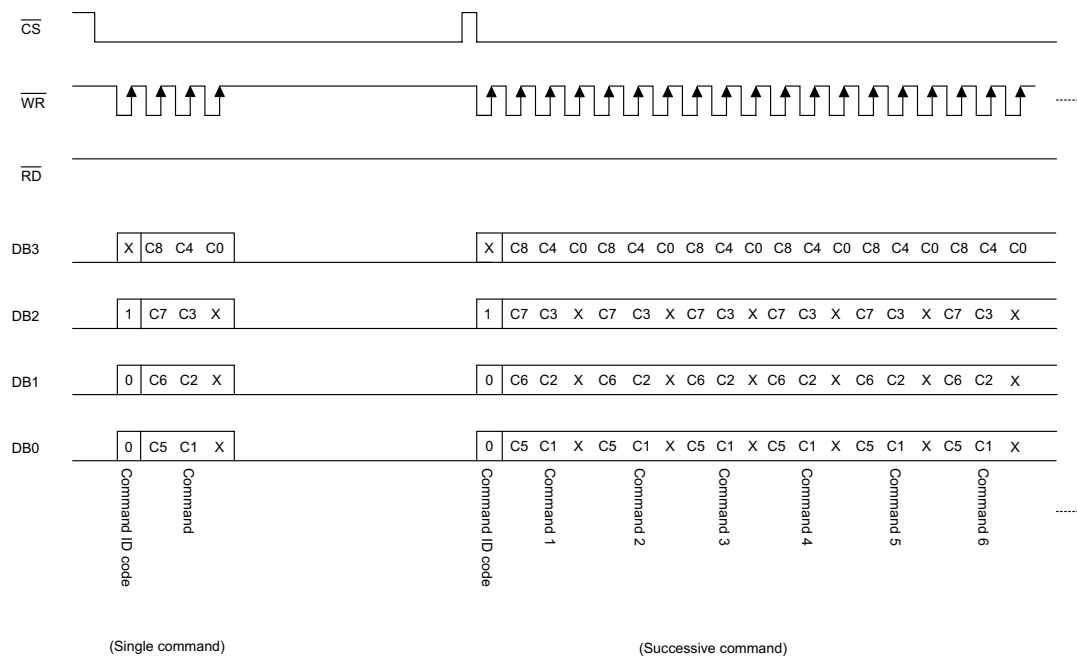 CS
WR
RD
DB3 X C8 C4 C0 X C8 C4 C0 C8 C4 C0 C8 C4 C0 C8 C4 C0 C8 C4 C0 C8 C4 C0
DB2 1 C7 C3 X 1 C7 C3 X C7 C3 X C7 C3 X C7 C3 X C7 C3 X C7 C3 X
DB1 0 C6 C2 X 0 C6 C2 X C6 C2 X C6 C2 X C6 C2 X C6 C2 X C6 C2 X
DB0 0 C5 C1 X 0 C5 C1 X C5 C1 X C5 C1 X C5 C1 X C5 C1 X C5 C1 X
Command ID code
Command
Command ID code
Command 1
Command 2
Command 3
Command 4
Command 5
Command 6
(Single command)
(Successive command)